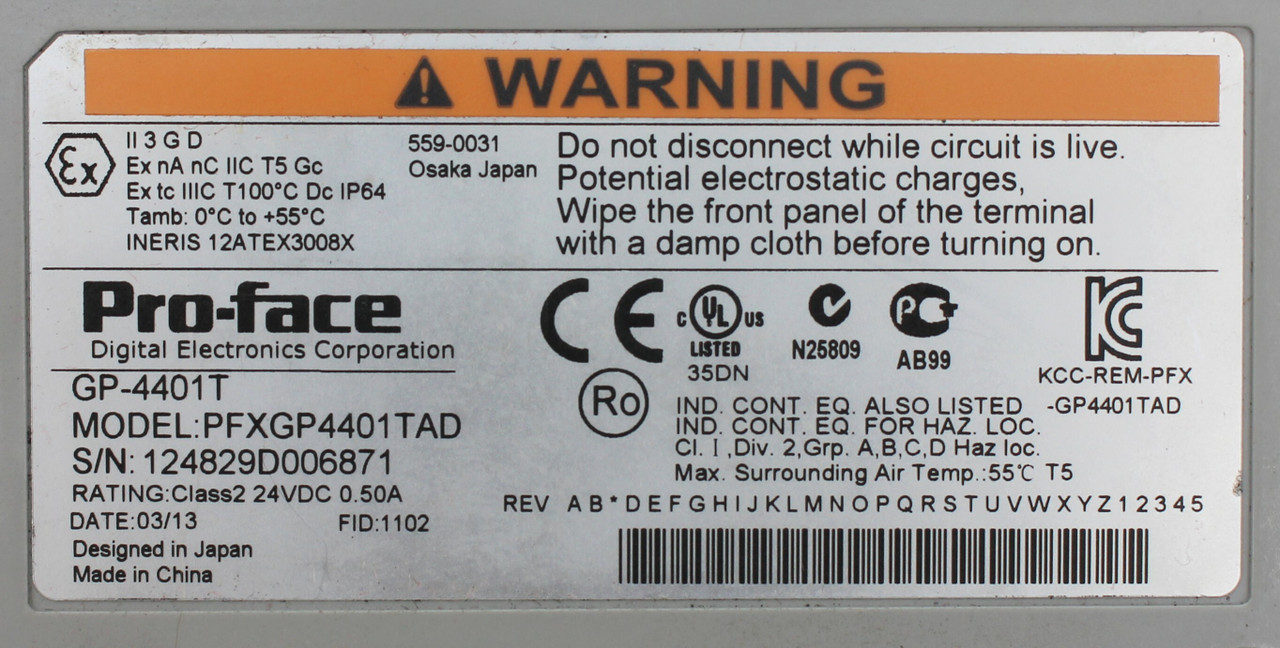 WARNING
II 3 G D
Ex nA nC IIC T5 Gc
Ex tc IIIC T100°C Dc IP64
Tamb: 0°C to +55°C
INERIS 12ATEX3008X
559-0031
Osaka Japan
Do not disconnect while circuit is live.
Potential electrostatic charges,
Wipe the front panel of the terminal
with a damp cloth before turning on.
Pro-face
Digital Electronics Corporation
GP-4401T
MODEL:PFXGP4401TAD
S/N: 124829D006871
RATING:Class2 24VDC 0.50A
DATE:03/13 FID:1102
Designed in Japan
Made in China
CE
c UL US
LISTED
35DN
N25809
PC
AB99
KC
KCC-REM-PFX
-GP4401TAD
Ro
IND. CONT. EQ. ALSO LISTED
IND. CONT. EQ. FOR HAZ. LOC.
Cl. I ,Div. 2,Grp. A,B,C,D Haz loc.
Max. Surrounding Air Temp.:55℃ T5
REV A B * D E F G H I J K L M N O P Q R S T U V W X Y Z 1 2 3 4 5
Ex